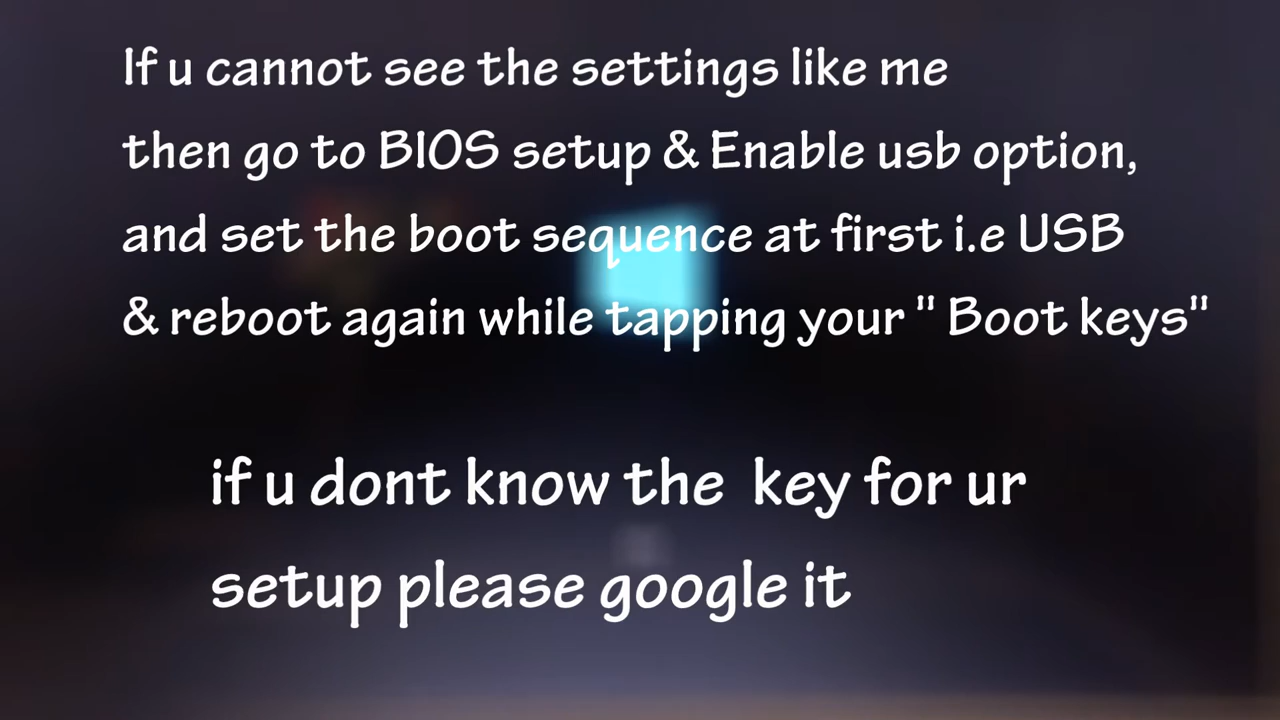 If u cannot see the settings like me
then go to BIOS setup & Enable usb option,
and set the boot sequence at first i.e USB
& reboot again while tapping your " Boot keys"
if u dont know the key for ur
setup please google it